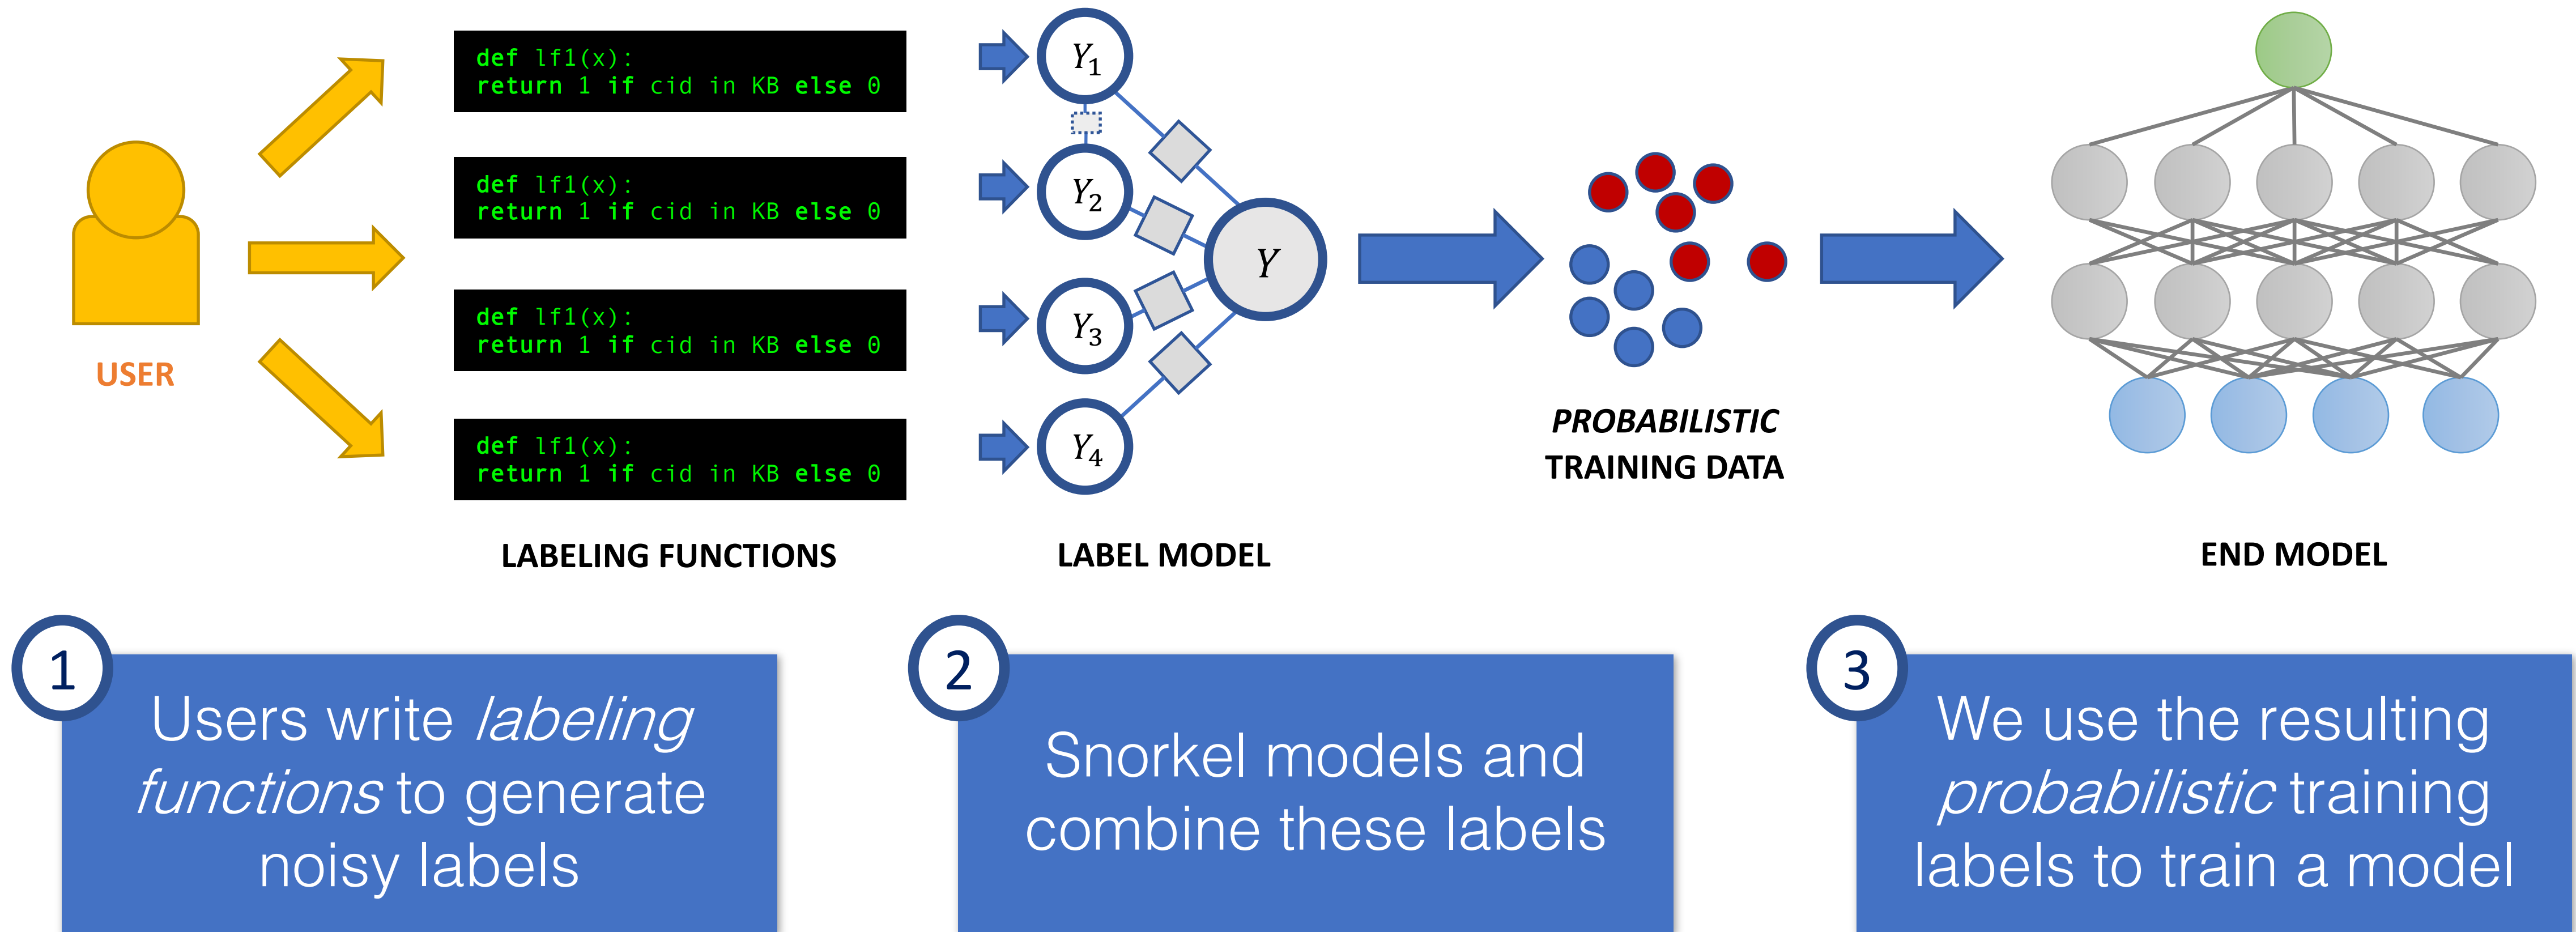 def lf1(x):
return 1 if cid in KB else 0
def lf1(x):
return 1 if cid in KB else 0
def lf1(x):
return 1 if cid in KB else 0
def lf1(x):
return 1 if cid in KB else 0
USER
Y₁
Y₂
Y₃
Y₄
Y
PROBABILISTIC
TRAINING DATA
LABELING FUNCTIONS
LABEL MODEL
END MODEL
1
Users write labeling
functions to generate
noisy labels
2
Snorkel models and
combine these labels
3
We use the resulting
probabilistic training
labels to train a model